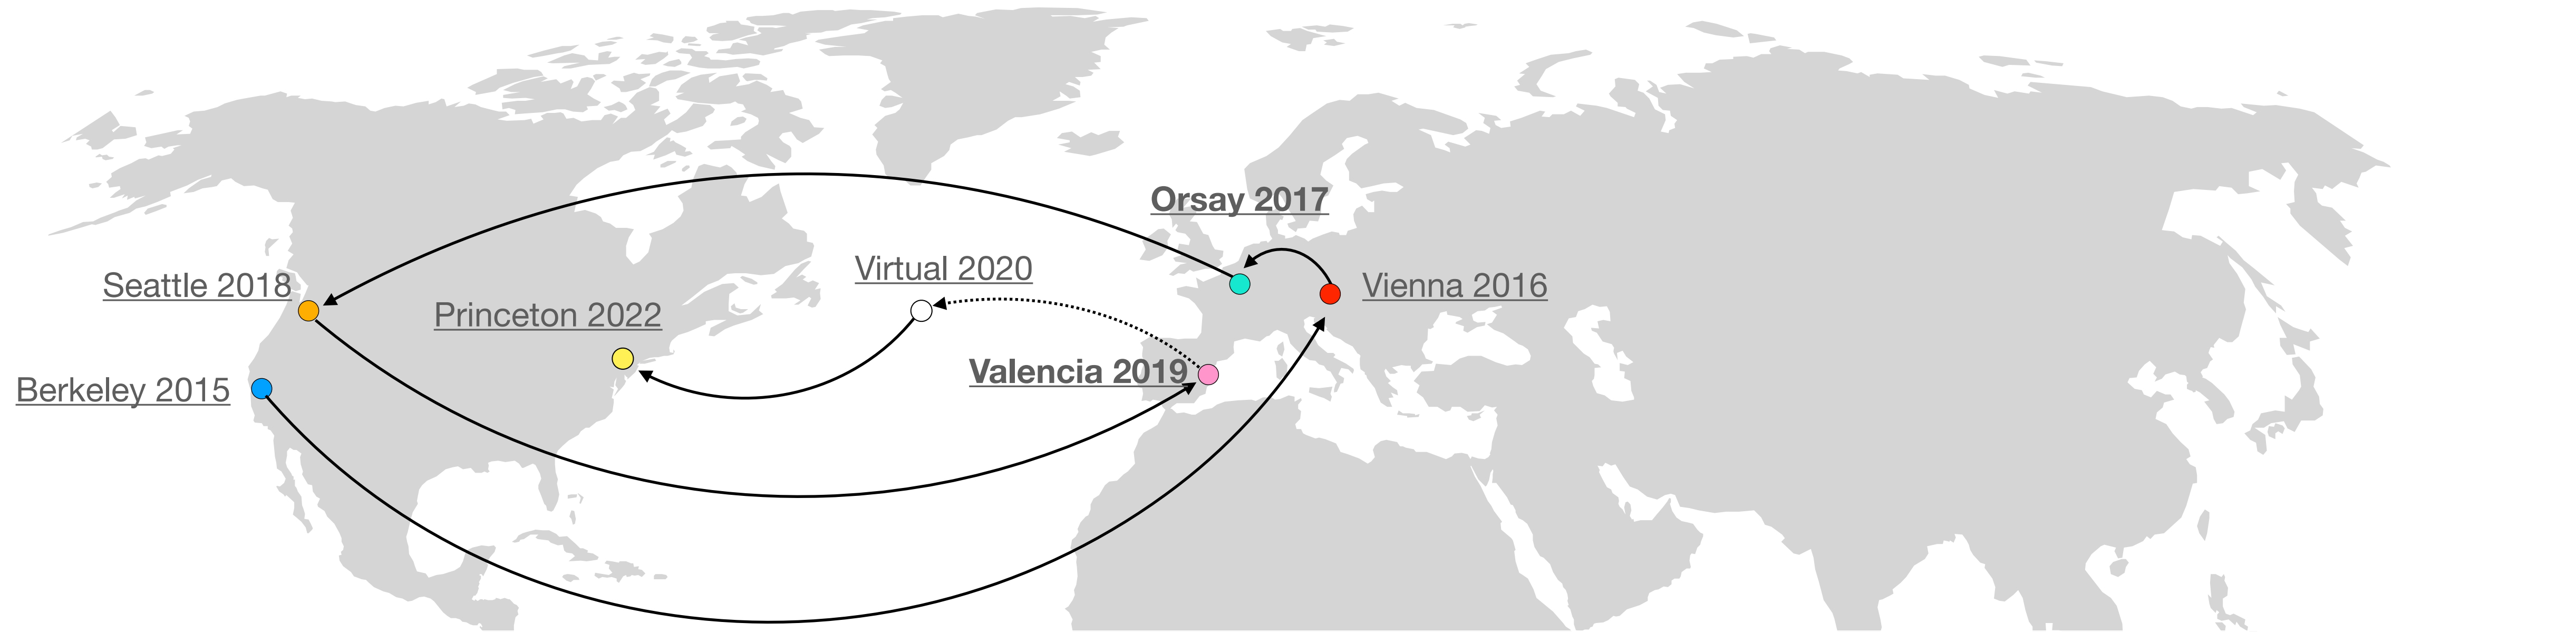 Orsay 2017
Virtual 2020
Seattle 2018
Vienna 2016
Princeton 2022
Valencia 2019
Berkeley 2015